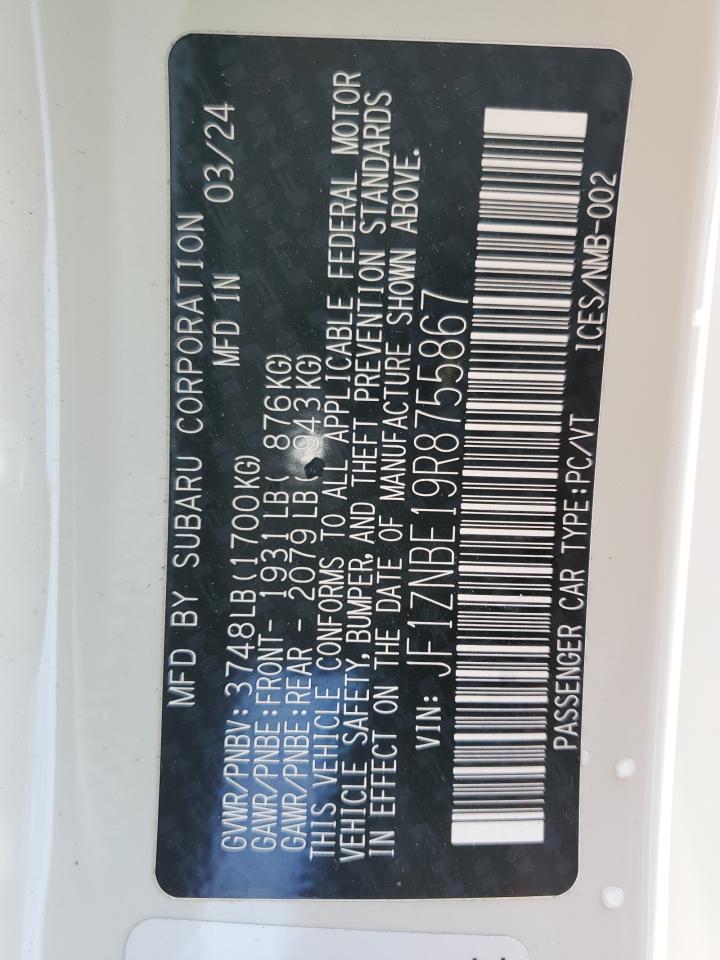 MFD BY SUBARU CORPORATION
MFD IN 03/24
GVWR/PNBV: 3748LB(1700KG)
GAWR/PNBE:FRONT- 1931LB( 876KG)
GAWR/PNBE:REAR - 2079LB( 943KG)
THIS VEHICLE CONFORMS TO ALL APPLICABLE FEDERAL MOTOR
VEHICLE SAFETY, BUMPER, AND THEFT PREVENTION STANDARDS
IN EFFECT ON THE DATE OF MANUFACTURE SHOWN ABOVE.
VIN: JF1ZNBE19R8755867
PASSENGER CAR TYPE:PC/VT ICES/NMB-002